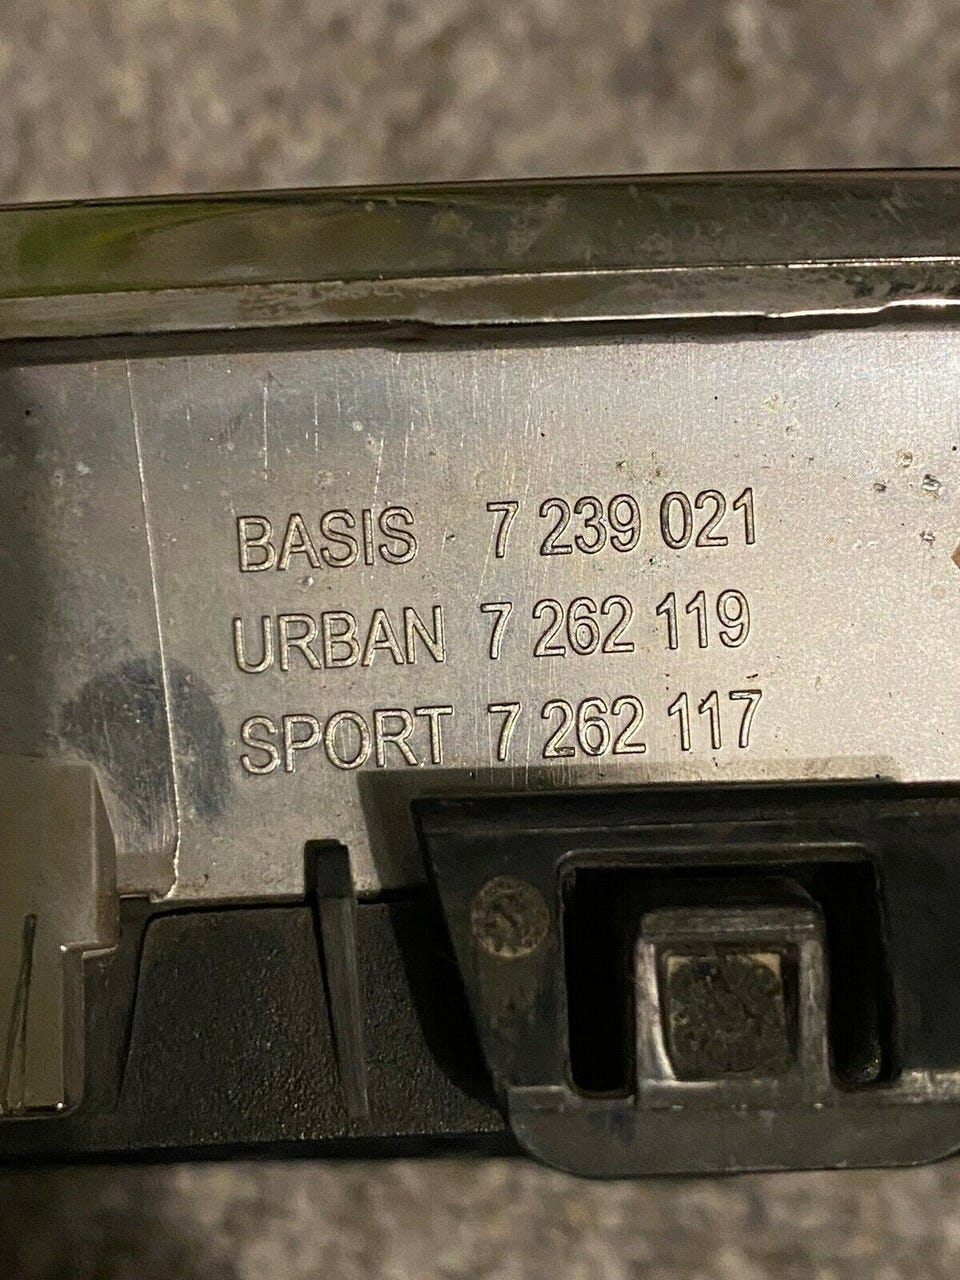 BASIS 7 239 021
URBAN 7 262 119
SPORT 7 262 117